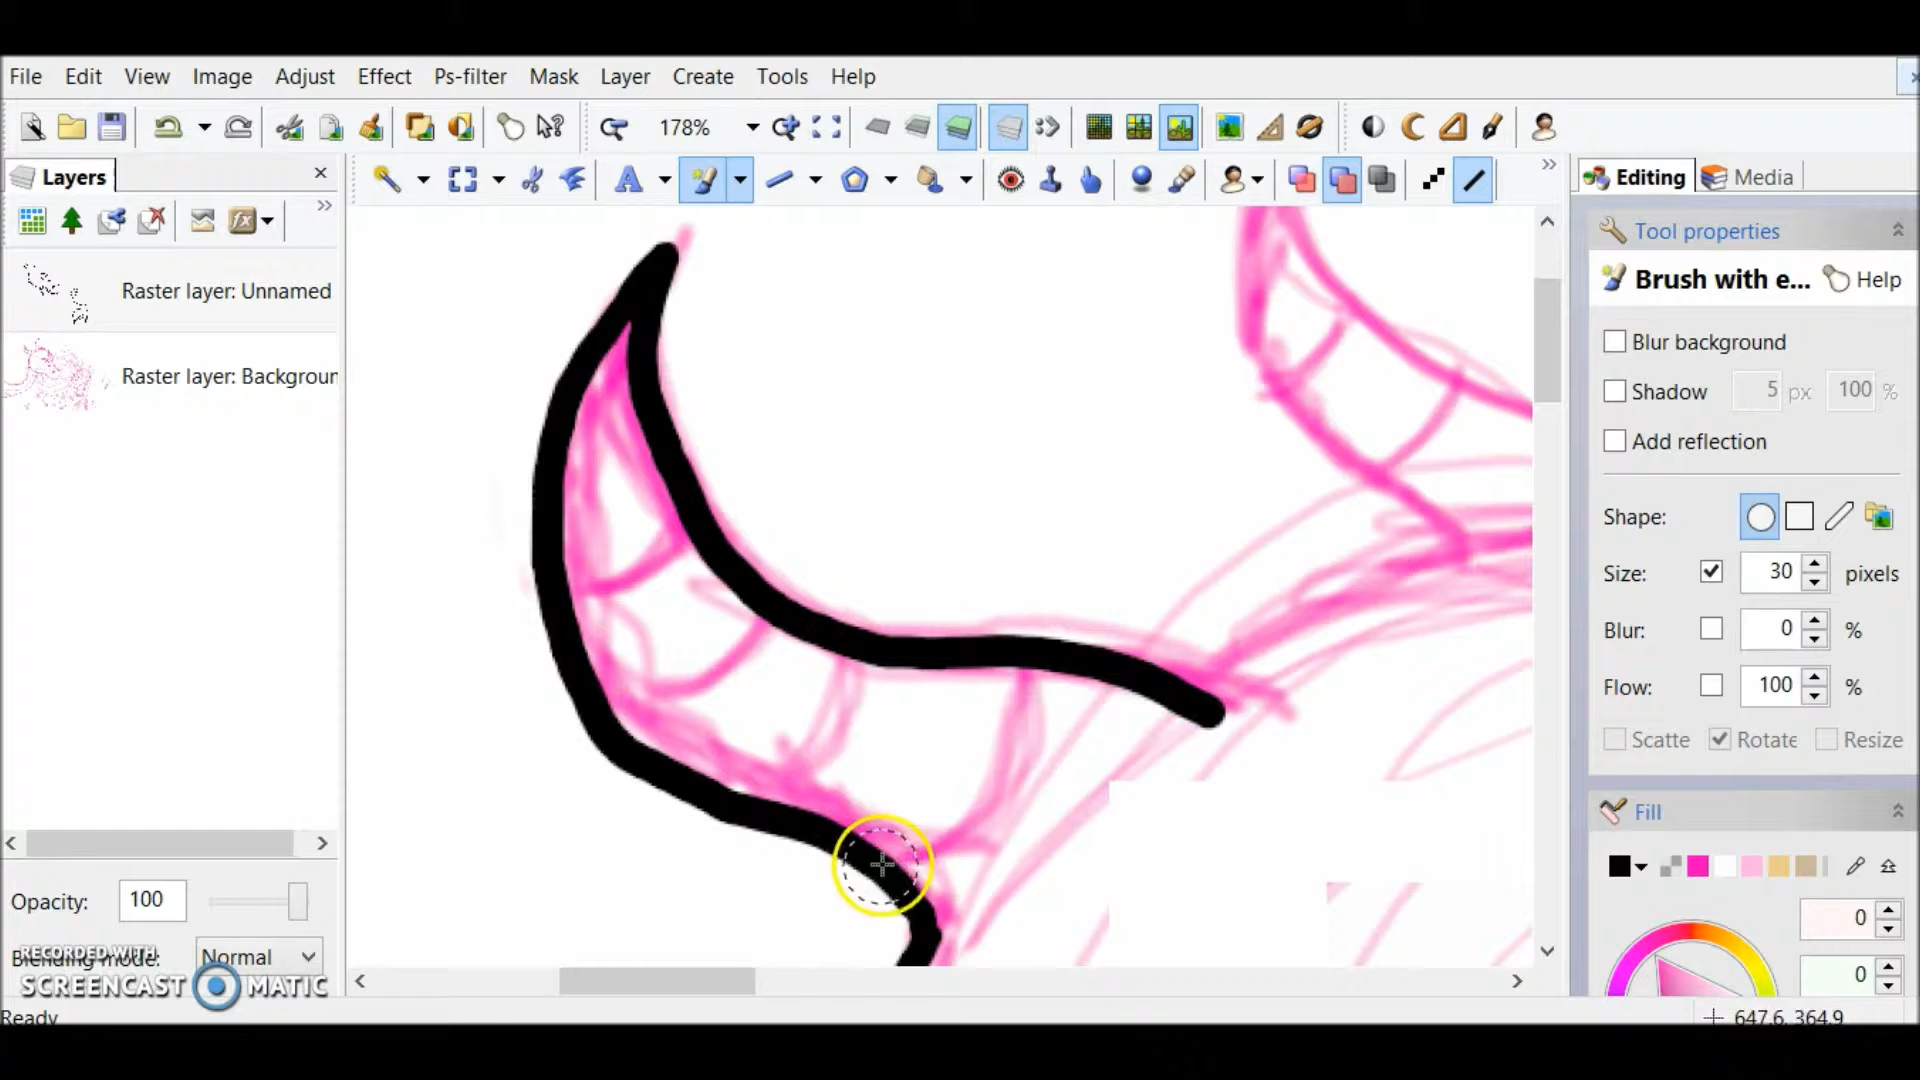 File Edit View Image Adjust Effect Ps-filter Mask Layer Create Tools Help
178%
Layers
Editing Media
Tool properties
Brush with e... Help
Raster layer: Unnamed
Blur background
Raster layer: Backgroun
Shadow 5 px 100 %
Add reflection
Shape:
Size: 30 pixels
Blur: 0 %
Flow: 100 %
Scatte Rotate Resize
Fill
Opacity: 100
0
RECORDED WITH
Blending mode: Normal
SCREENCAST MATIC
0
Ready
647.6, 364.9